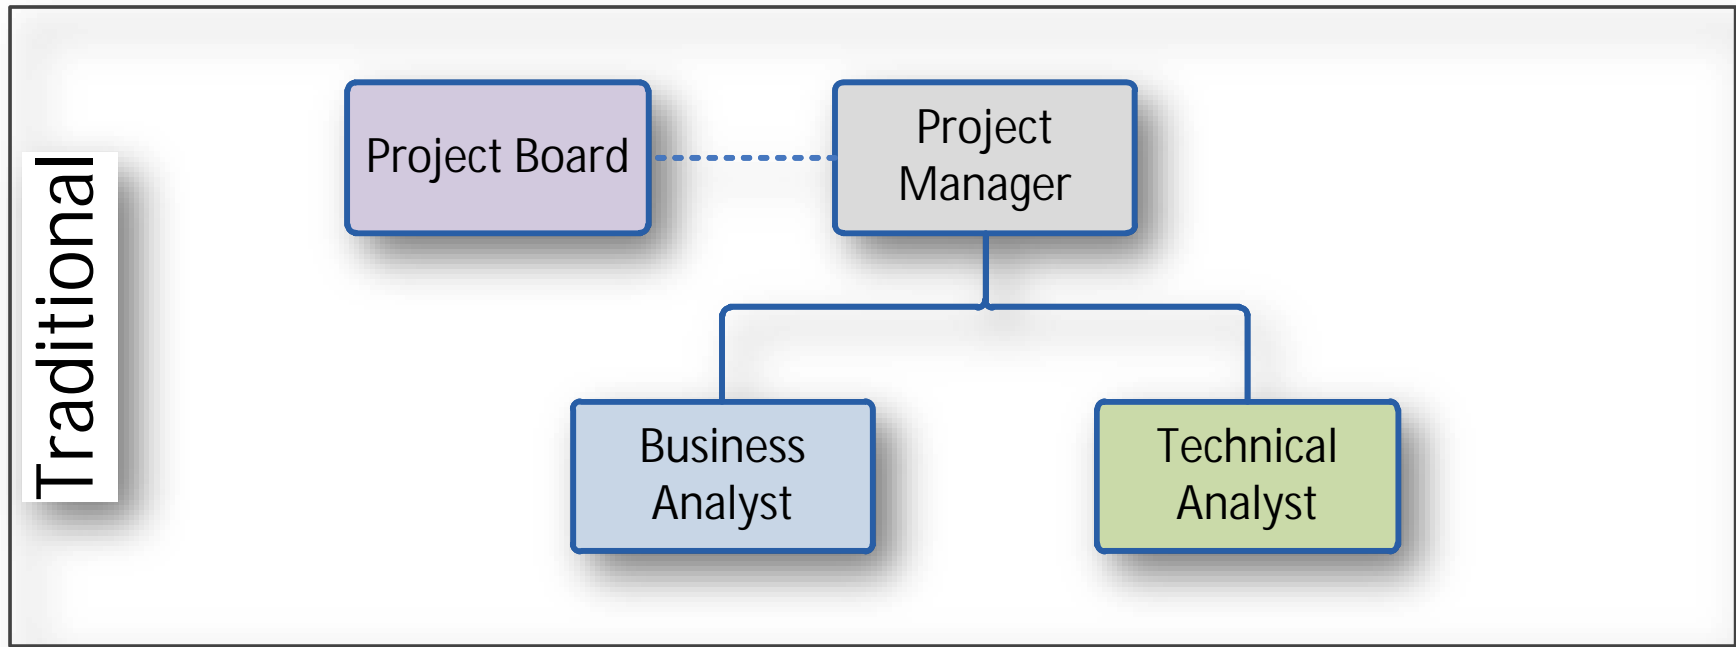 Traditional
Project Board
Project
Manager
Business
Analyst
Technical
Analyst